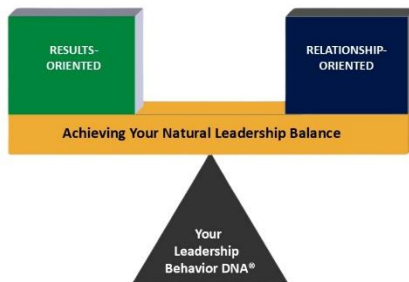 RESULTS-
ORIENTED
RELATIONSHIP-
ORIENTED
Achieving Your Natural Leadership Balance
Your
Leadership
Behavior DNA®